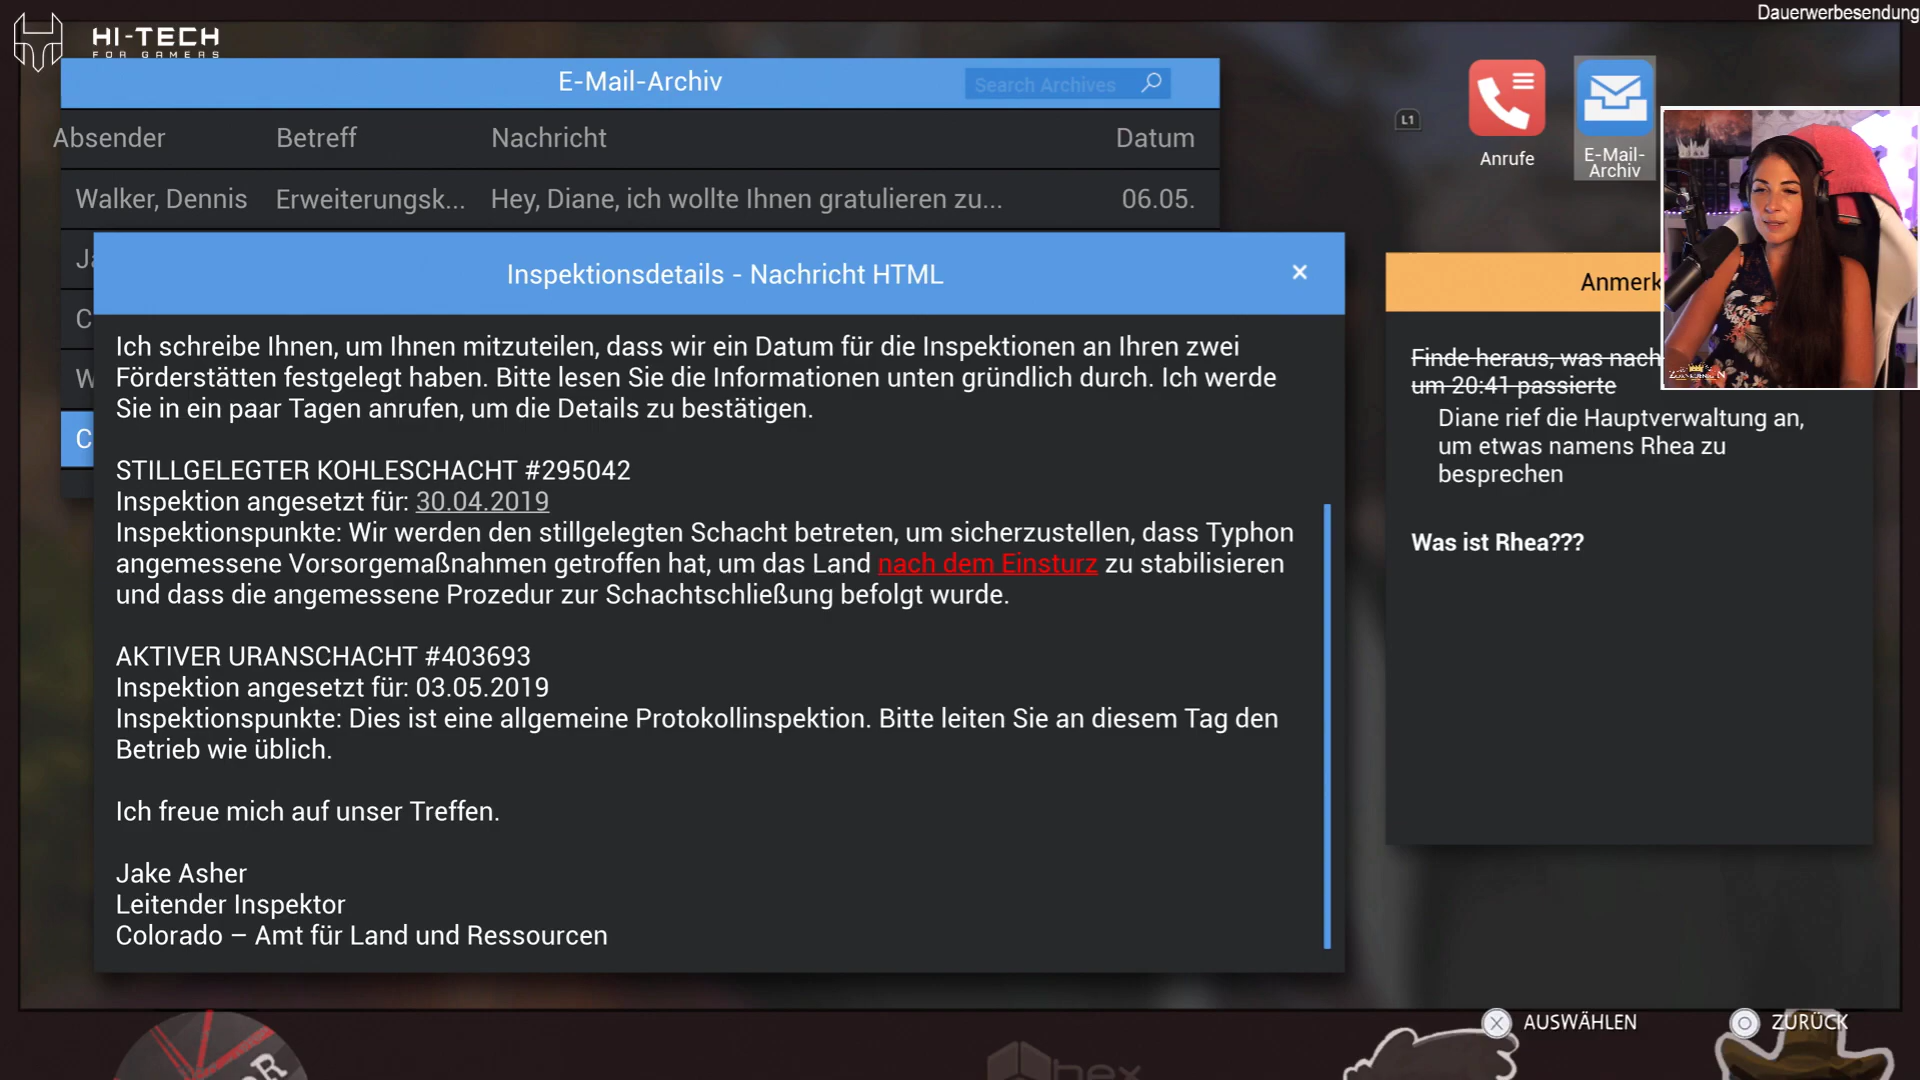 Dauerwerbesendung
HI-TECH
FOR GAMERS
E-Mail-Archiv
Search Archives
Absender Betreff Nachricht Datum
Walker, Dennis Erweiterungsk... Hey, Diane, ich wollte Ihnen gratulieren zu... 06.05.
L1
Anrufe
E-Mail-
Archiv
Inspektionsdetails - Nachricht HTML
Ich schreibe Ihnen, um Ihnen mitzuteilen, dass wir ein Datum für die Inspektionen an Ihren zwei
Förderstätten festgelegt haben. Bitte lesen Sie die Informationen unten gründlich durch. Ich werde
Sie in ein paar Tagen anrufen, um die Details zu bestätigen.
STILLGELEGTER KOHLESCHACHT #295042
Inspektion angesetzt für: 30.04.2019
Inspektionspunkte: Wir werden den stillgelegten Schacht betreten, um sicherzustellen, dass Typhon
angemessene Vorsorgemaßnahmen getroffen hat, um das Land nach dem Einsturz zu stabilisieren
und dass die angemessene Prozedur zur Schachtschließung befolgt wurde.
AKTIVER URANSCHACHT #403693
Inspektion angesetzt für: 03.05.2019
Inspektionspunkte: Dies ist eine allgemeine Protokollinspektion. Bitte leiten Sie an diesem Tag den
Betrieb wie üblich.
Ich freue mich auf unser Treffen.
Jake Asher
Leitender Inspektor
Colorado – Amt für Land und Ressourcen
Anmerk
Finde heraus, was nach
um 20:41 passierte
Diane rief die Hauptverwaltung an,
um etwas namens Rhea zu
besprechen
Was ist Rhea???
AUSWÄHLEN
ZURÜCK
hex